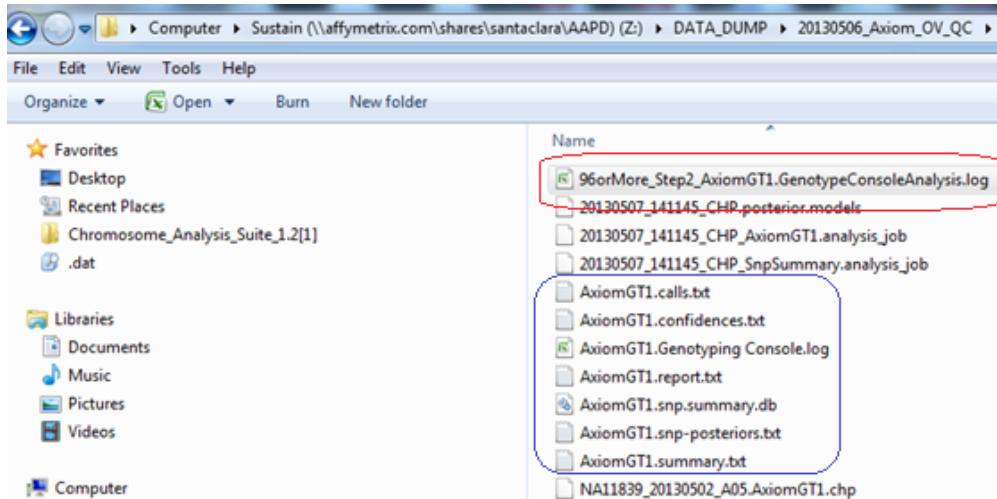 Computer Sustain (\\affymetrix.com\shares\santaclara\AAPD) (Z:) DATA_DUMP 20130506_Axiom_OV_QC
File Edit View Tools Help
Organize Open Burn New folder
Favorites
Desktop
Recent Places
Chromosome_Analysis_Suite_1.2[1]
.dat
Libraries
Documents
Music
Pictures
Videos
Computer
Name
96orMore_Step2_AxiomGT1.GenotypeConsoleAnalysis.log
20130507_141145_CHP.posterior.models
20130507_141145_CHP_AxiomGT1.analysis_job
20130507_141145_CHP_SnpSummary.analysis_job
AxiomGT1.calls.txt
AxiomGT1.confidences.txt
AxiomGT1.Genotyping Console.log
AxiomGT1.report.txt
AxiomGT1.snp.summary.db
AxiomGT1.snp-posteriors.txt
AxiomGT1.summary.txt
NA11839_20130502_A05.AxiomGT1.chp